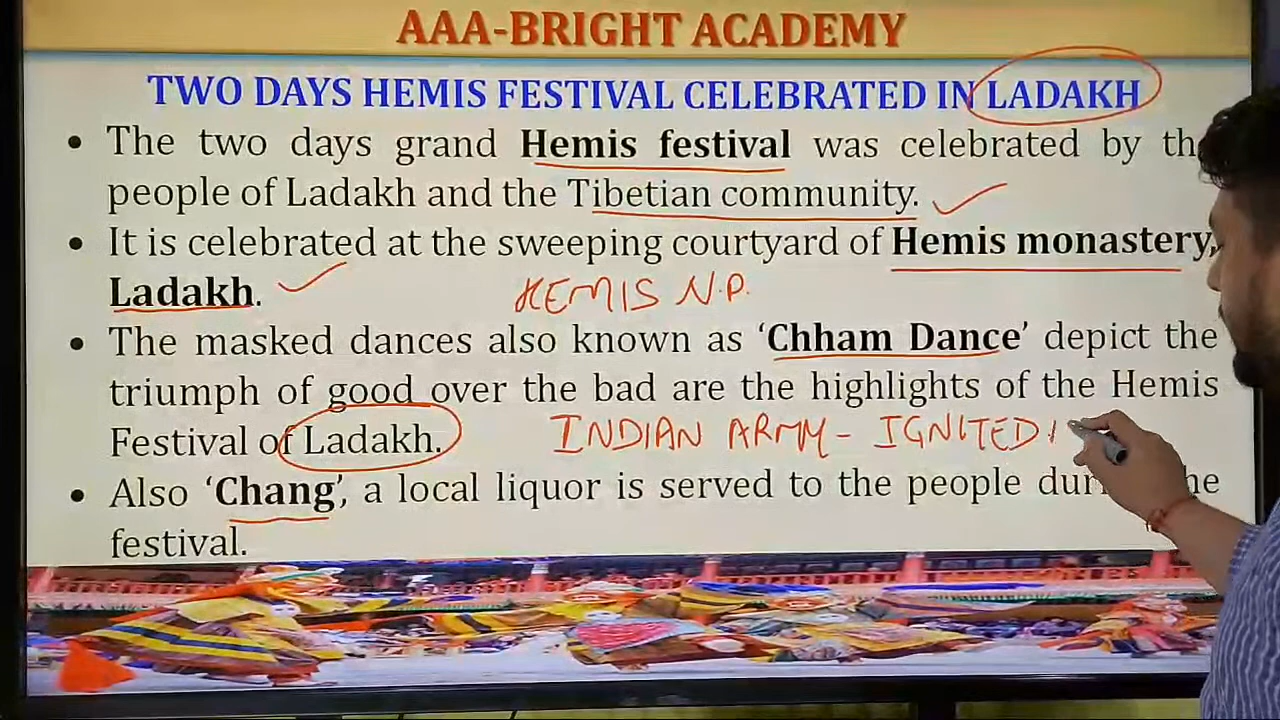 AAA-BRIGHT ACADEMY
TWO DAYS HEMIS FESTIVAL CELEBRATED IN LADAKH
• The two days grand Hemis festival was celebrated by the
people of Ladakh and the Tibetian community.
• It is celebrated at the sweeping courtyard of Hemis monastery,
Ladakh.
HEMIS N.P.
• The masked dances also known as ‘Chham Dance’ depict the
triumph of good over the bad are the highlights of the Hemis
Festival of Ladakh.
INDIAN ARMY - IGNITED
• Also ‘Chang’, a local liquor is served to the people during the
festival.